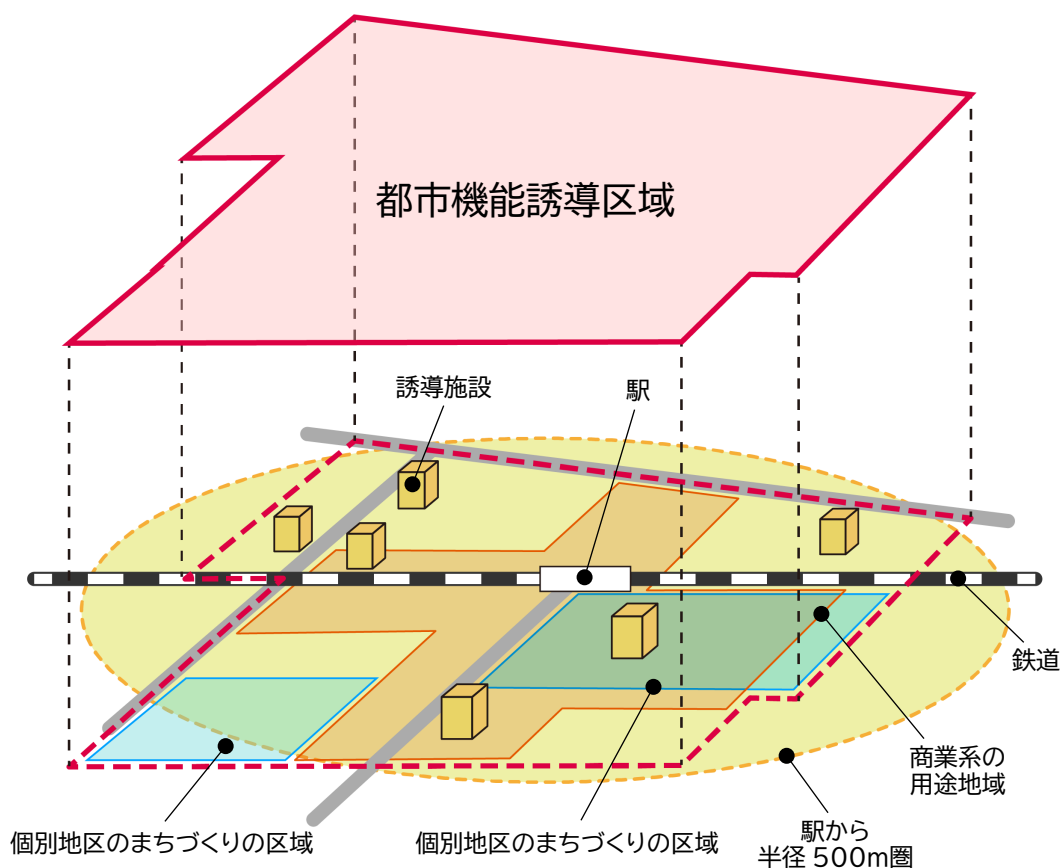 都市機能誘導区域
誘導施設
駅
鉄道
商業系の
用途地域
個別地区のまちづくりの区域
個別地区のまちづくりの区域
駅から
半径500m圏